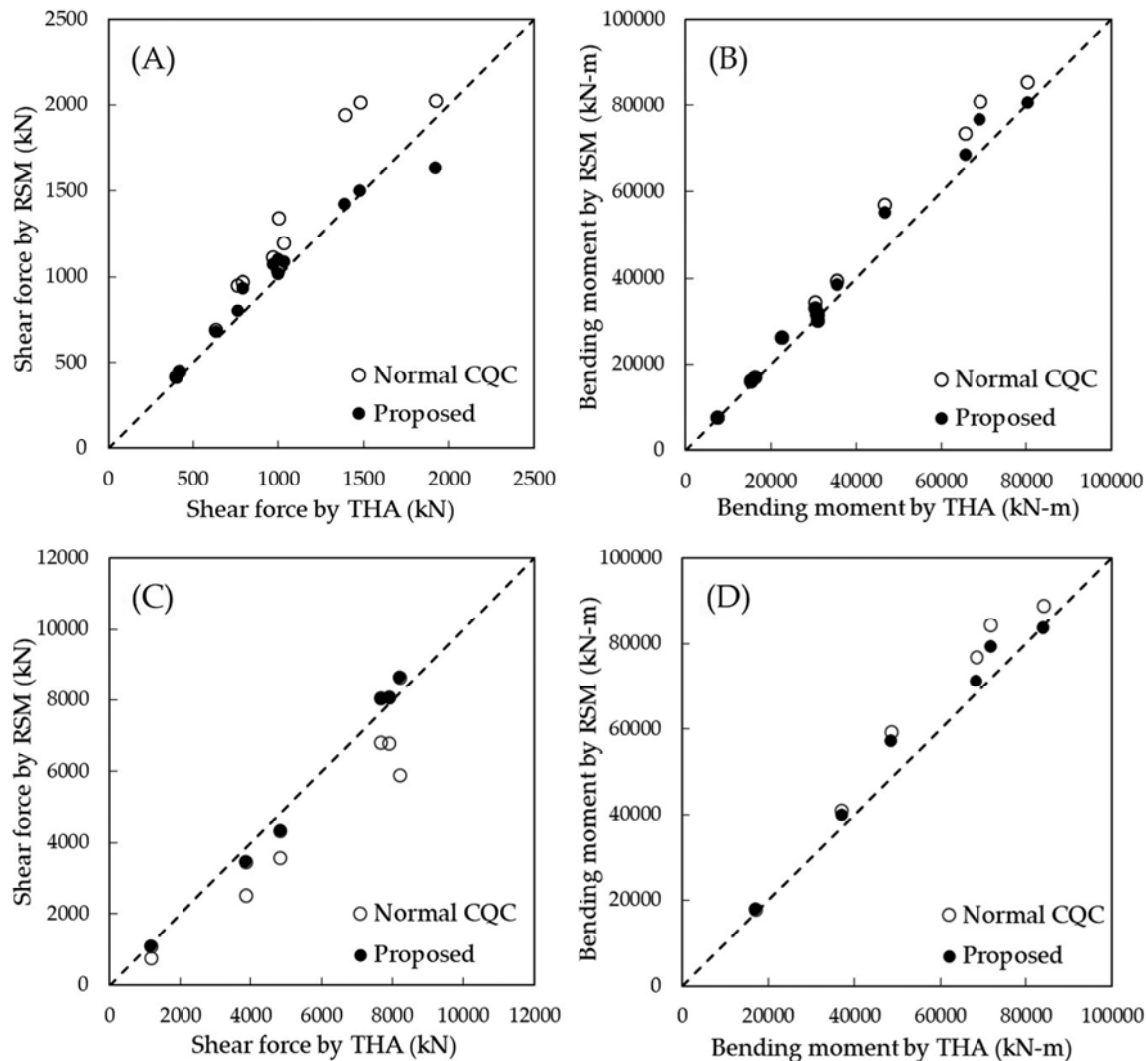 (A)
Shear force by RSM (kN)
2500
2000
1500
1000
500
0
Normal CQC
Proposed
0 500 1000 1500 2000 2500
Shear force by THA (kN)
(B)
Bending moment by RSM (kN-m)
100000
80000
60000
40000
20000
0
Normal CQC
Proposed
0 20000 40000 60000 80000 100000
Bending moment by THA (kN-m)
(C)
Shear force by RSM (kN)
12000
10000
8000
6000
4000
2000
0
Normal CQC
Proposed
0 2000 4000 6000 8000 10000 12000
Shear force by THA (kN)
(D)
Bending moment by RSM (kN-m)
100000
80000
60000
40000
20000
0
Normal CQC
Proposed
0 20000 40000 60000 80000 100000
Bending moment by THA (kN-m)